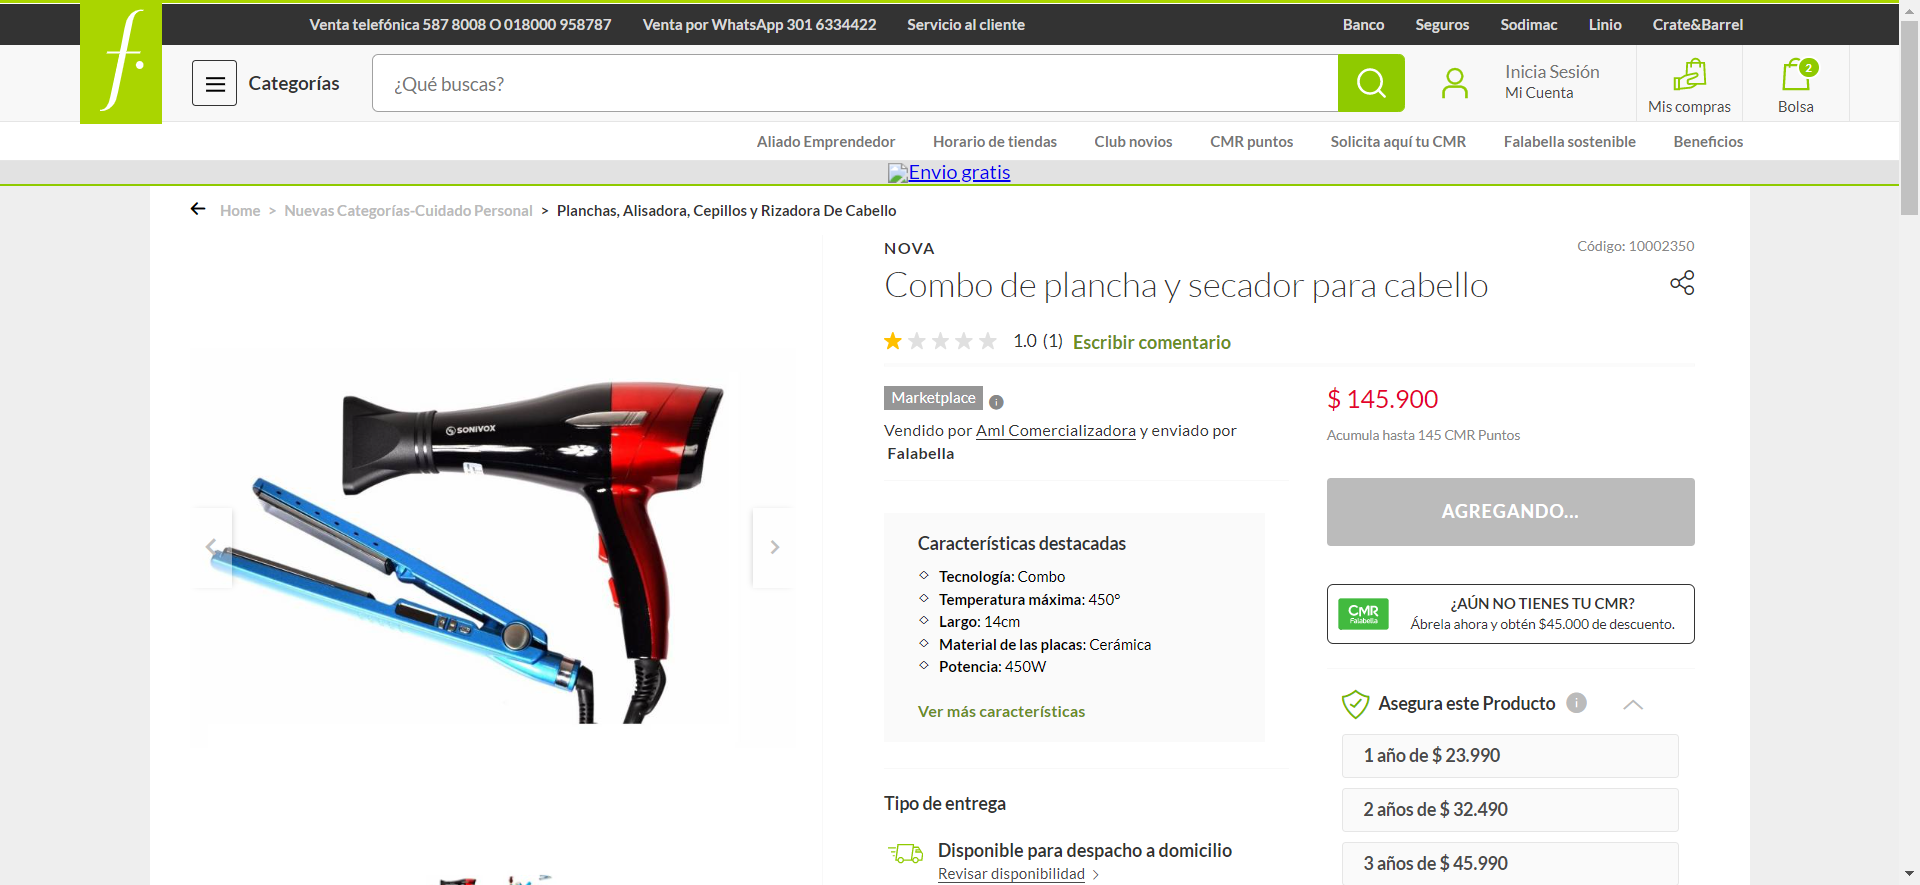 Venta telefónica 587 8008 O 018000 958787 Venta por WhatsApp 301 6334422 Servicio al cliente Banco Seguros Sodimac Linio Crate&Barrel
f.
Categorías
¿Qué buscas?
Inicia Sesión
Mi Cuenta
Mis compras
2
Bolsa
Aliado Emprendedor Horario de tiendas Club novios CMR puntos Solicita aquí tu CMR Falabella sostenible Beneficios
Envio gratis
Home > Nuevas Categorías-Cuidado Personal > Planchas, Alisadora, Cepillos y Rizadora De Cabello
NOVA
Código: 10002350
Combo de plancha y secador para cabello
1.0 (1) Escribir comentario
SONIVOX
Marketplace
Vendido por Aml Comercializadora y enviado por
Falabella
$ 145.900
Acumula hasta 145 CMR Puntos
AGREGANDO...
Características destacadas
Tecnología: Combo
Temperatura máxima: 450°
Largo: 14cm
Material de las placas: Cerámica
Potencia: 450W
Ver más características
CMR
Falabella
¿AÚN NO TIENES TU CMR?
Ábrela ahora y obtén $45.000 de descuento.
Asegura este Producto
1 año de $ 23.990
2 años de $ 32.490
3 años de $ 45.990
Tipo de entrega
Disponible para despacho a domicilio
Revisar disponibilidad